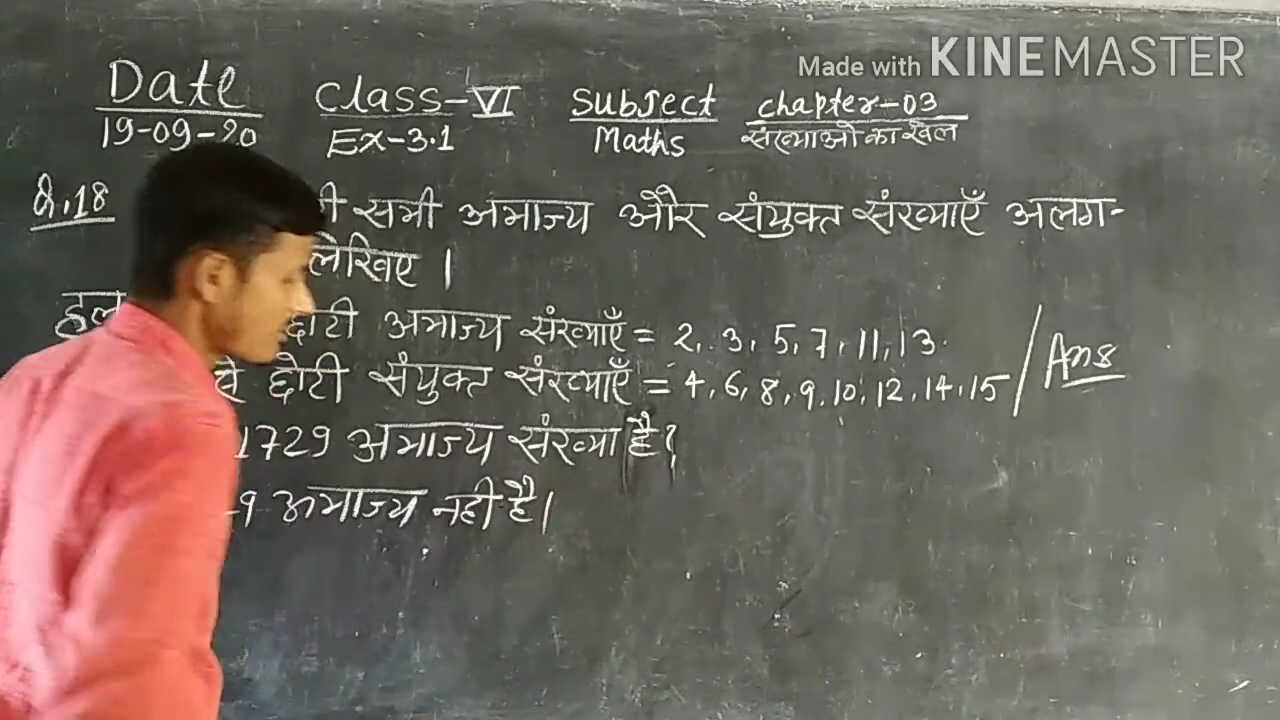 Made with KINEMASTER
Date Class-VI Subject chapter-03
19-09-20 Ex-3.1 Maths संख्याओं का खेल
Q.18 सभी अभाज्य और संयुक्त संख्याएँ अलग-
लिखिए।
हल छोटी अभाज्य संख्याएँ = 2, 3, 5, 7, 11, 13.
छोटी संयुक्त संख्याएँ = 4, 6, 8, 9, 10, 12, 14, 15 / Ans
1729 अभाज्य संख्या है?
9 अभाज्य नही है।